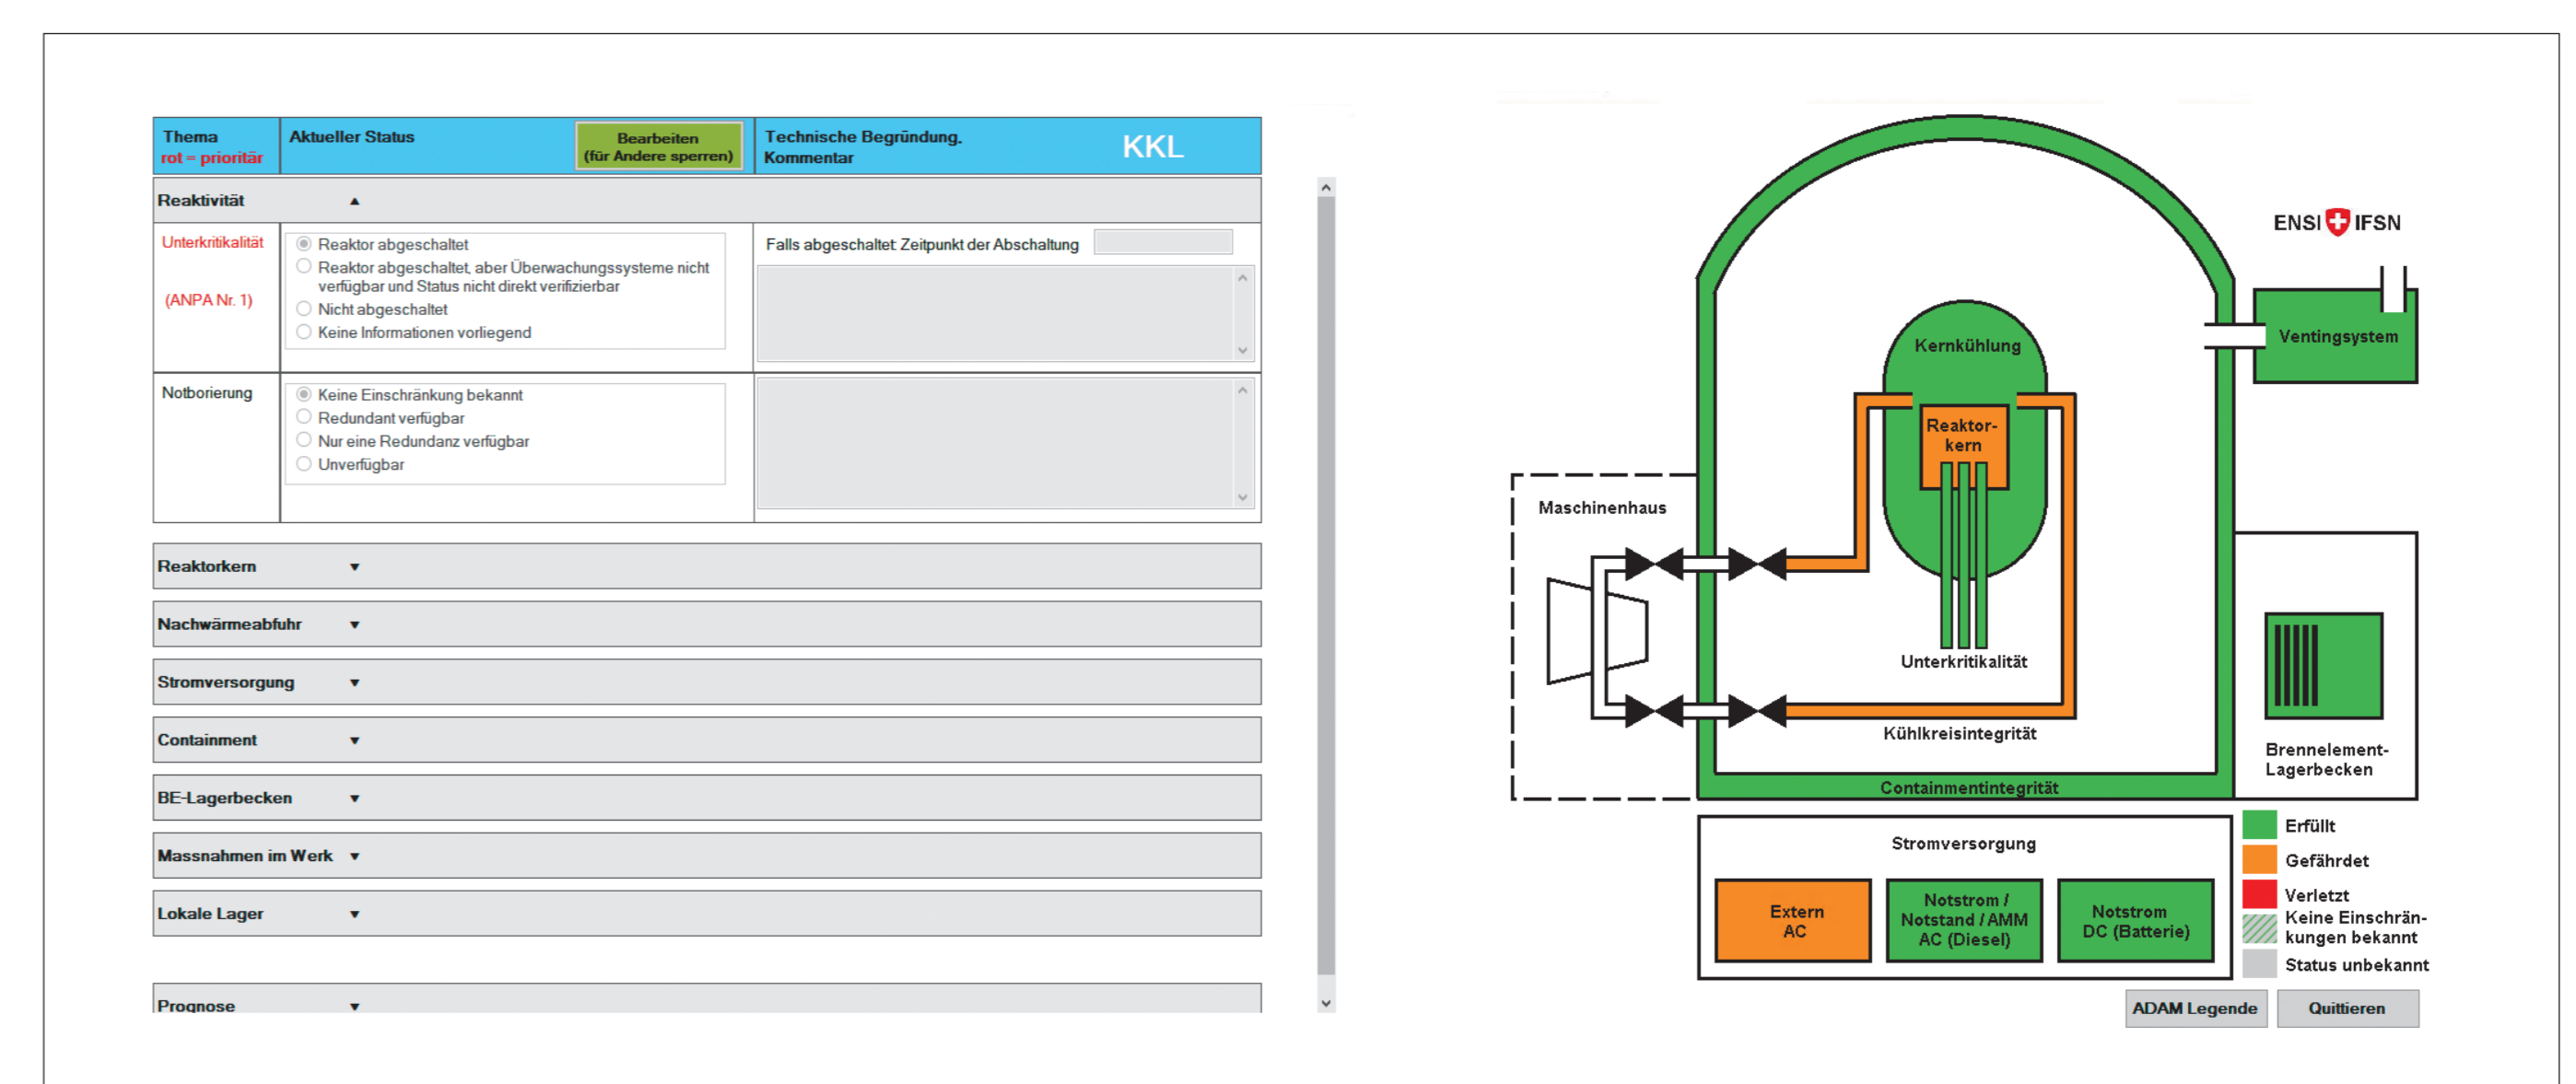 Thema
rot = prioritär
Aktueller Status
Bearbeiten
(für Andere sperren)
Technische Begründung.
Kommentar
KKL
Reaktivität ▲
Unterkritikalität
(ANPA Nr. 1)
Reaktor abgeschaltet
Reaktor abgeschaltet, aber Überwachungssysteme nicht
verfügbar und Status nicht direkt verifizierbar
Nicht abgeschaltet
Keine Informationen vorliegend
Falls abgeschaltet: Zeitpunkt der Abschaltung
Notborierung
Keine Einschränkung bekannt
Redundant verfügbar
Nur eine Redundanz verfügbar
Unverfügbar
Reaktorkern ▼
Nachwärmeabfuhr ▼
Stromversorgung ▼
Containment ▼
BE-Lagerbecken ▼
Massnahmen im Werk ▼
Lokale Lager ▼
Prognose ▼
ENSI IFSN
Ventingsystem
Kernkühlung
Reaktor-
kern
Maschinenhaus
Unterkritikalität
Kühlkreisintegrität
Containmentintegrität
Brennelement-
Lagerbecken
Stromversorgung
Extern
AC
Notstrom /
Notstand / AMM
AC (Diesel)
Notstrom
DC (Batterie)
Erfüllt
Gefährdet
Verletzt
Keine Einschrän-
kungen bekannt
Status unbekannt
ADAM Legende
Quittieren